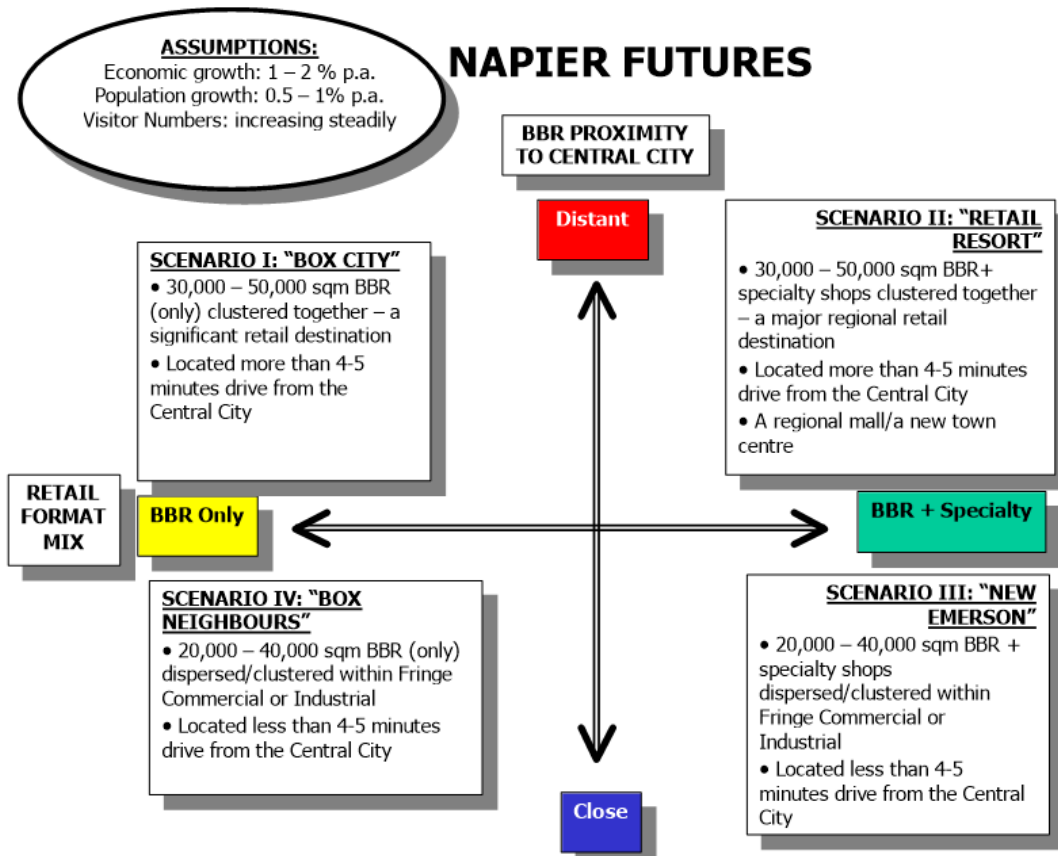 ASSUMPTIONS:
Economic growth: 1 – 2 % p.a.
Population growth: 0.5 – 1% p.a.
Visitor Numbers: increasing steadily
NAPIER FUTURES
BBR PROXIMITY
TO CENTRAL CITY
Distant
SCENARIO I: “BOX CITY”
• 30,000 – 50,000 sqm BBR
(only) clustered together – a
significant retail destination
• Located more than 4-5
minutes drive from the
Central City
SCENARIO II: “RETAIL
RESORT”
• 30,000 – 50,000 sqm BBR+
specialty shops clustered together
– a major regional retail
destination
• Located more than 4-5 minutes
drive from the Central City
• A regional mall/a new town
centre
RETAIL
FORMAT
MIX
BBR Only
BBR + Specialty
SCENARIO IV: “BOX
NEIGHBOURS”
• 20,000 – 40,000 sqm BBR (only)
dispersed/clustered within Fringe
Commercial or Industrial
• Located less than 4-5 minutes
drive from the Central City
SCENARIO III: “NEW
EMERSON”
• 20,000 – 40,000 sqm BBR +
specialty shops
dispersed/clustered within
Fringe Commercial or
Industrial
• Located less than 4-5
minutes drive from the Central
City
Close